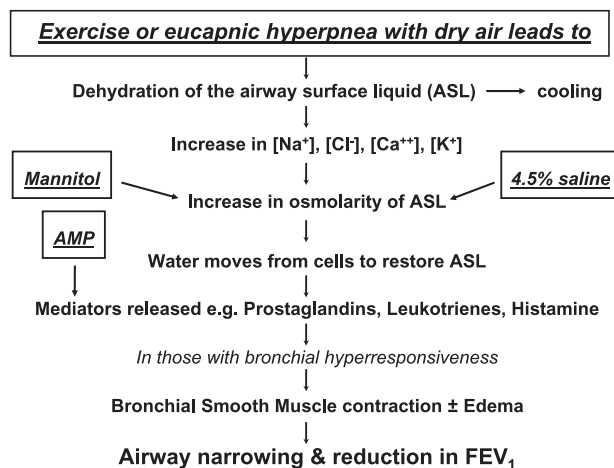 Exercise or eucapnic hyperpnea with dry air leads to
Dehydration of the airway surface liquid (ASL) → cooling
Increase in [Na⁺], [Cl⁻], [Ca⁺⁺], [K⁺]
Mannitol
4.5% saline
Increase in osmolarity of ASL
AMP
Water moves from cells to restore ASL
Mediators released e.g. Prostaglandins, Leukotrienes, Histamine
In those with bronchial hyperresponsiveness
Bronchial Smooth Muscle contraction ± Edema
Airway narrowing & reduction in FEV₁